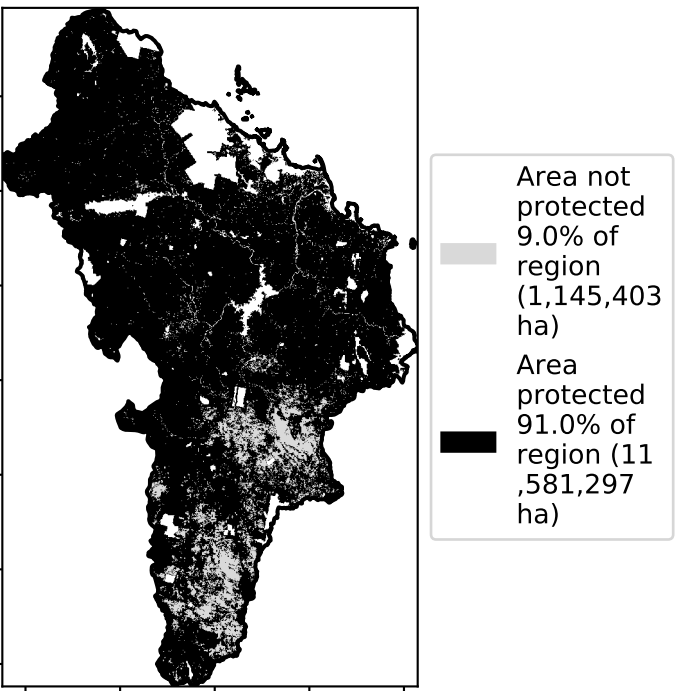 Area not
protected
9.0% of
region
(1,145,403
ha)
Area
protected
91.0% of
region (11
,581,297
ha)